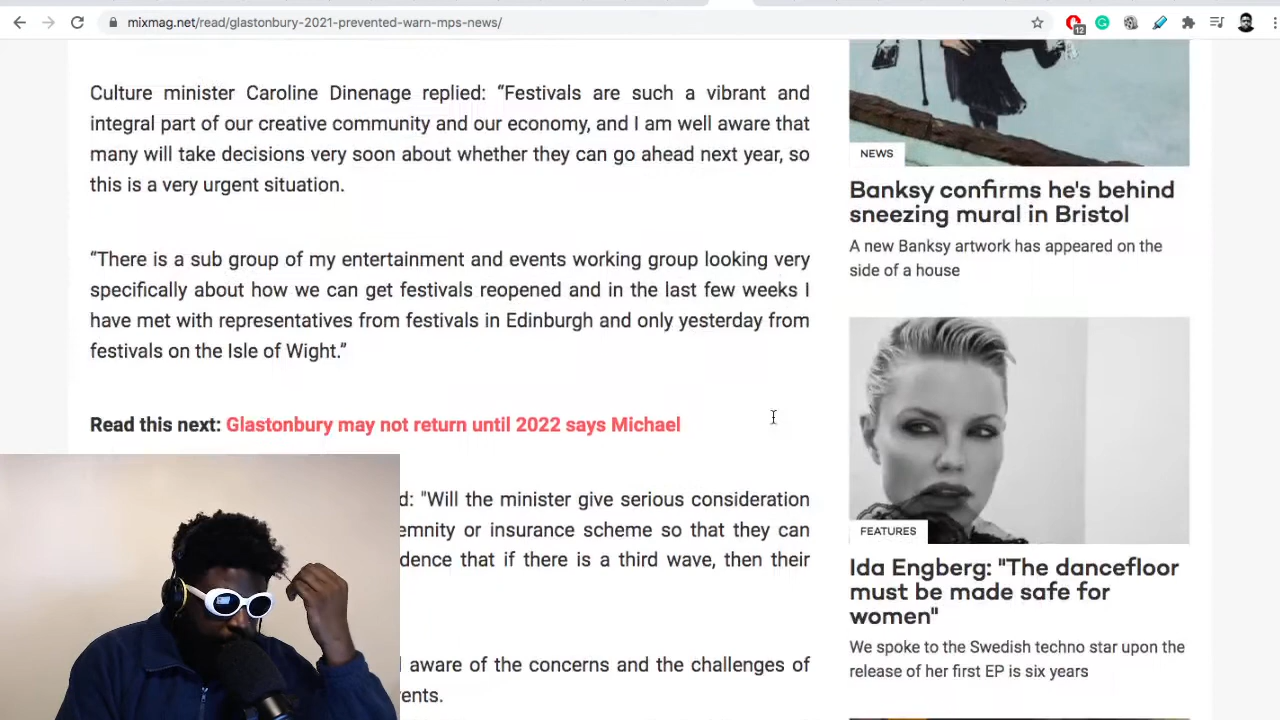 mixmag.net/read/glastonbury-2021-prevented-warn-mps-news/
12
Culture minister Caroline Dinenage replied: “Festivals are such a vibrant and
integral part of our creative community and our economy, and I am well aware that
many will take decisions very soon about whether they can go ahead next year, so
this is a very urgent situation.
“There is a sub group of my entertainment and events working group looking very
specifically about how we can get festivals reopened and in the last few weeks I
have met with representatives from festivals in Edinburgh and only yesterday from
festivals on the Isle of Wight.”
Read this next: Glastonbury may not return until 2022 says Michael
d: "Will the minister give serious consideration
emnity or insurance scheme so that they can
dence that if there is a third wave, then their
aware of the concerns and the challenges of
ents.
NEWS
Banksy confirms he's behind
sneezing mural in Bristol
A new Banksy artwork has appeared on the
side of a house
FEATURES
Ida Engberg: "The dancefloor
must be made safe for
women"
We spoke to the Swedish techno star upon the
release of her first EP is six years